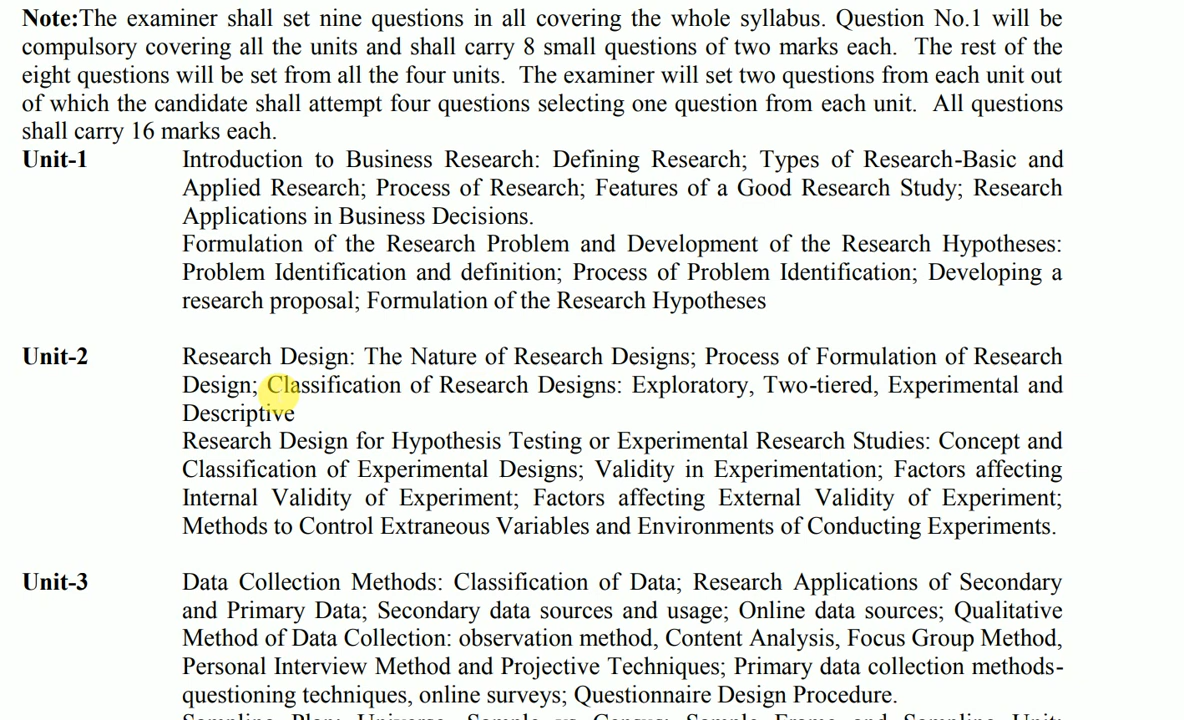 Note:The examiner shall set nine questions in all covering the whole syllabus. Question No.1 will be
compulsory covering all the units and shall carry 8 small questions of two marks each. The rest of the
eight questions will be set from all the four units. The examiner will set two questions from each unit out
of which the candidate shall attempt four questions selecting one question from each unit. All questions
shall carry 16 marks each.
Unit-1 Introduction to Business Research: Defining Research; Types of Research-Basic and
Applied Research; Process of Research; Features of a Good Research Study; Research
Applications in Business Decisions.
Formulation of the Research Problem and Development of the Research Hypotheses:
Problem Identification and definition; Process of Problem Identification; Developing a
research proposal; Formulation of the Research Hypotheses
Unit-2 Research Design: The Nature of Research Designs; Process of Formulation of Research
Design; Classification of Research Designs: Exploratory, Two-tiered, Experimental and
Descriptive
Research Design for Hypothesis Testing or Experimental Research Studies: Concept and
Classification of Experimental Designs; Validity in Experimentation; Factors affecting
Internal Validity of Experiment; Factors affecting External Validity of Experiment;
Methods to Control Extraneous Variables and Environments of Conducting Experiments.
Unit-3 Data Collection Methods: Classification of Data; Research Applications of Secondary
and Primary Data; Secondary data sources and usage; Online data sources; Qualitative
Method of Data Collection: observation method, Content Analysis, Focus Group Method,
Personal Interview Method and Projective Techniques; Primary data collection methods-
questioning techniques, online surveys; Questionnaire Design Procedure.